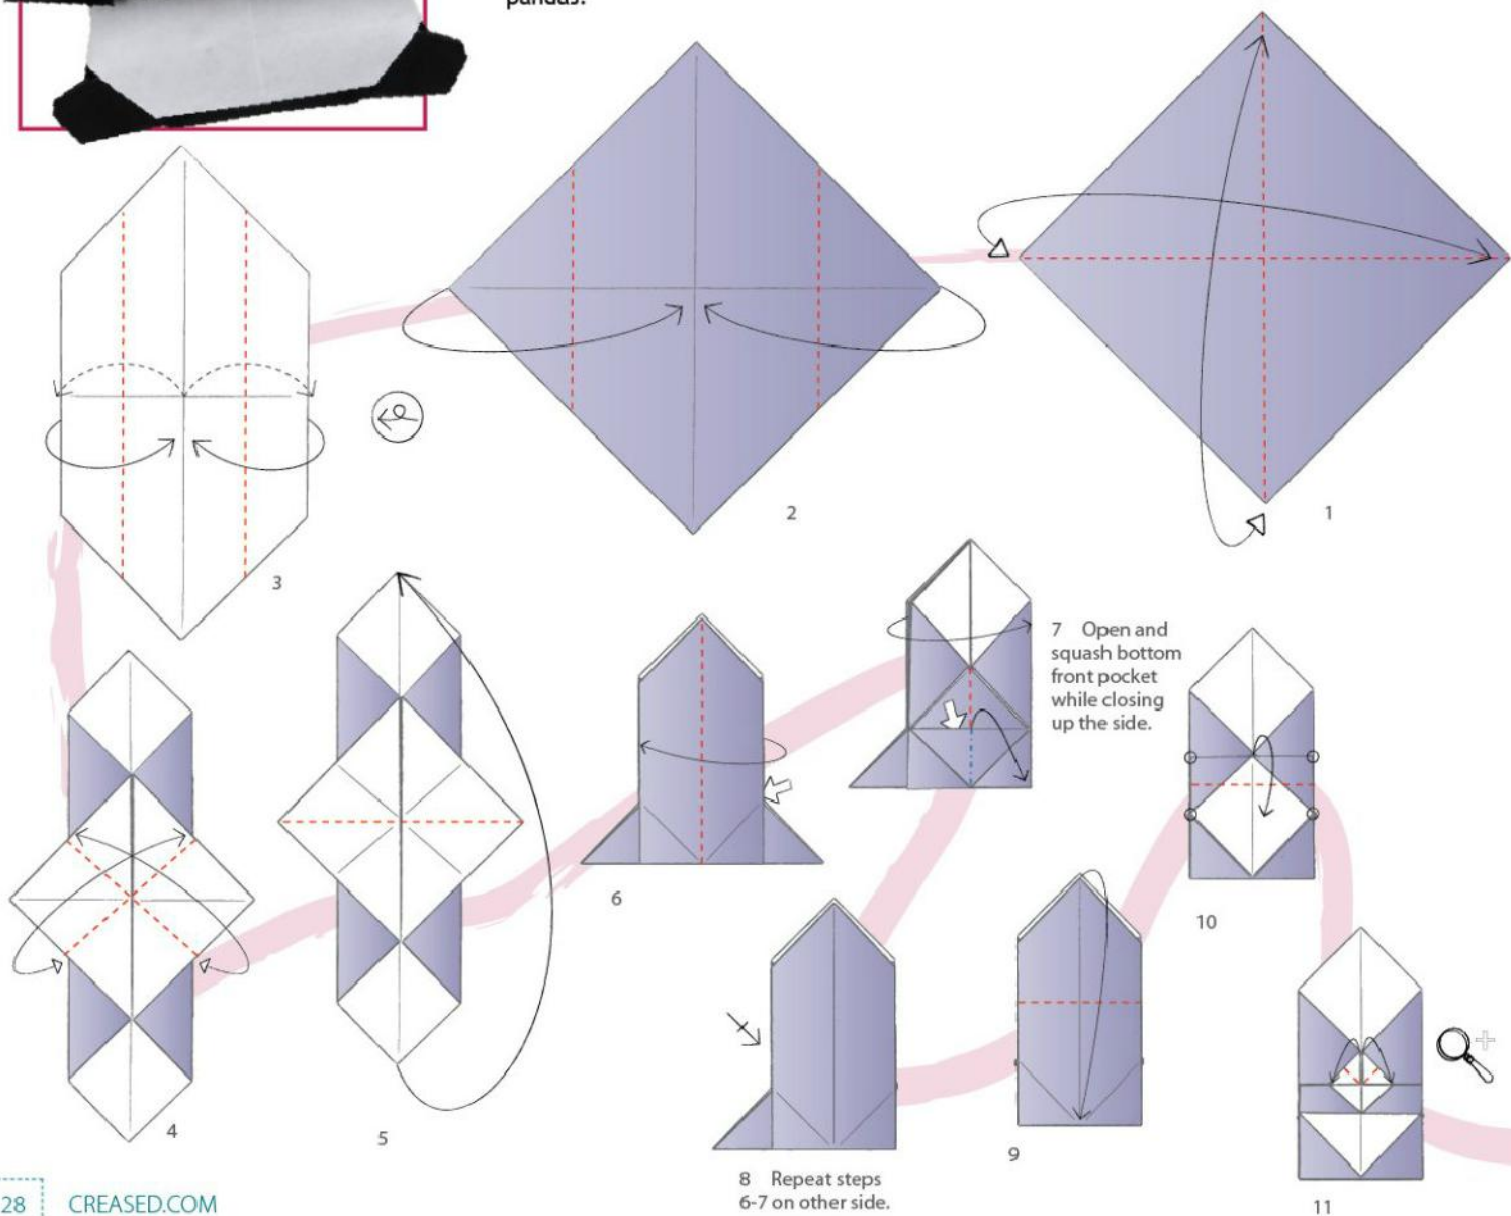 1
2
3
4
5
6
7 Open and
squash bottom
front pocket
while closing
up the side.
8 Repeat steps
6-7 on other side.
9
10
11
28 CREASED.COM